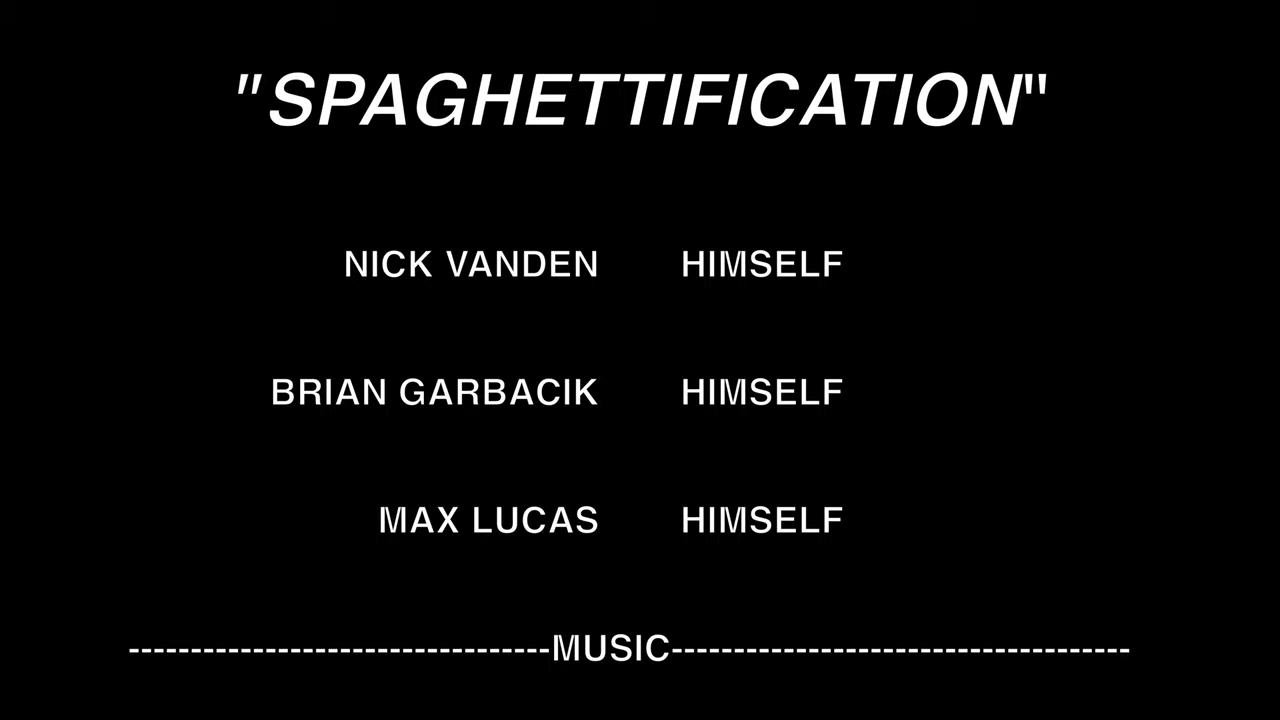 "SPAGHETTIFICATION"
NICK VANDEN HIMSELF
BRIAN GARBACIK HIMSELF
MAX LUCAS HIMSELF
----------------------------------MUSIC-------------------------------------